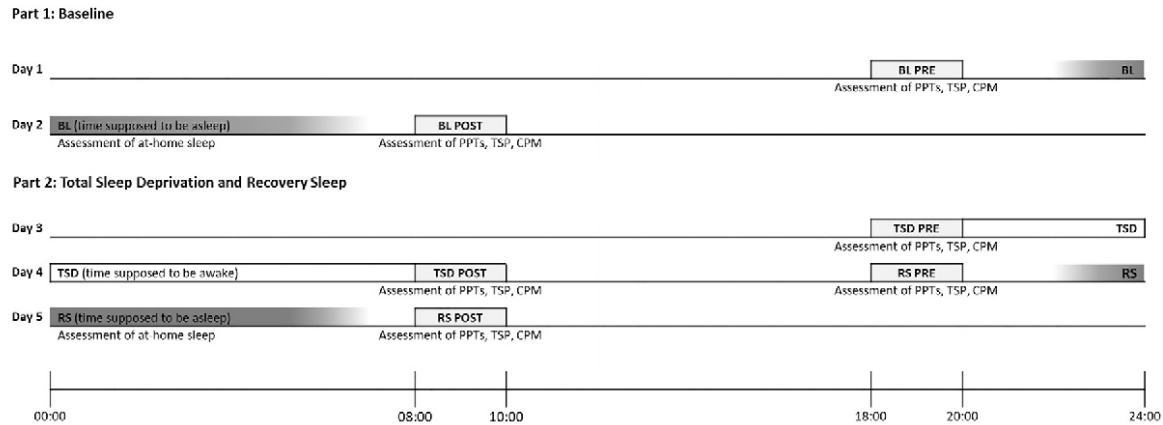 Part 1: Baseline
Day 1
BL PRE
BL
Assessment of PPTs, TSP, CPM
Day 2
BL (time supposed to be asleep)
BL POST
Assessment of at-home sleep
Assessment of PPTs, TSP, CPM
Part 2: Total Sleep Deprivation and Recovery Sleep
Day 3
TSD PRE
TSD
Assessment of PPTs, TSP, CPM
Day 4
TSD (time supposed to be awake)
TSD POST
RS PRE
RS
Assessment of PPTs, TSP, CPM
Assessment of PPTs, TSP, CPM
Day 5
RS (time supposed to be asleep)
RS POST
Assessment of at-home sleep
Assessment of PPTs, TSP, CPM
00:00
08:00
10:00
18:00
20:00
24:00